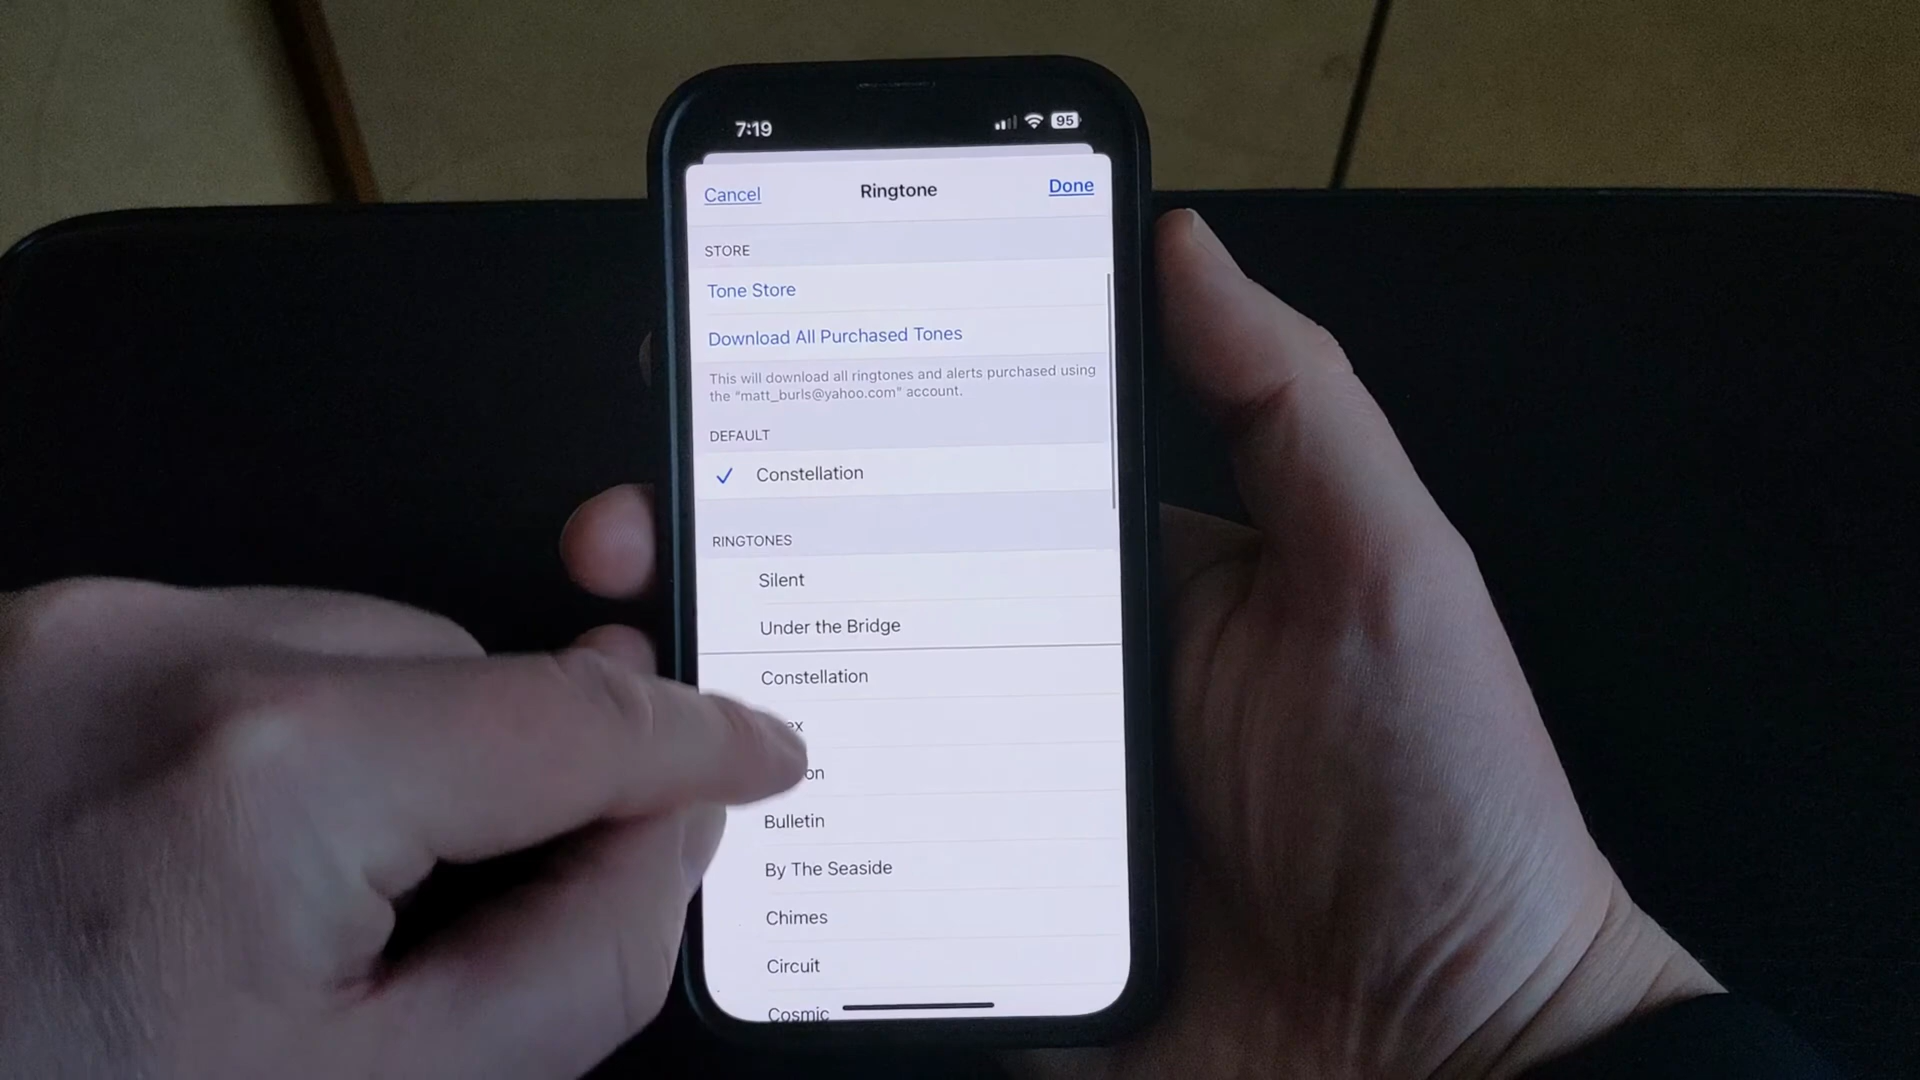 7:19
95
Cancel
Ringtone
Done
STORE
Tone Store
Download All Purchased Tones
This will download all ringtones and alerts purchased using
the "matt_burls@yahoo.com" account.
DEFAULT
Constellation
RINGTONES
Silent
Under the Bridge
Constellation
Bulletin
By The Seaside
Chimes
Circuit
Cosmic